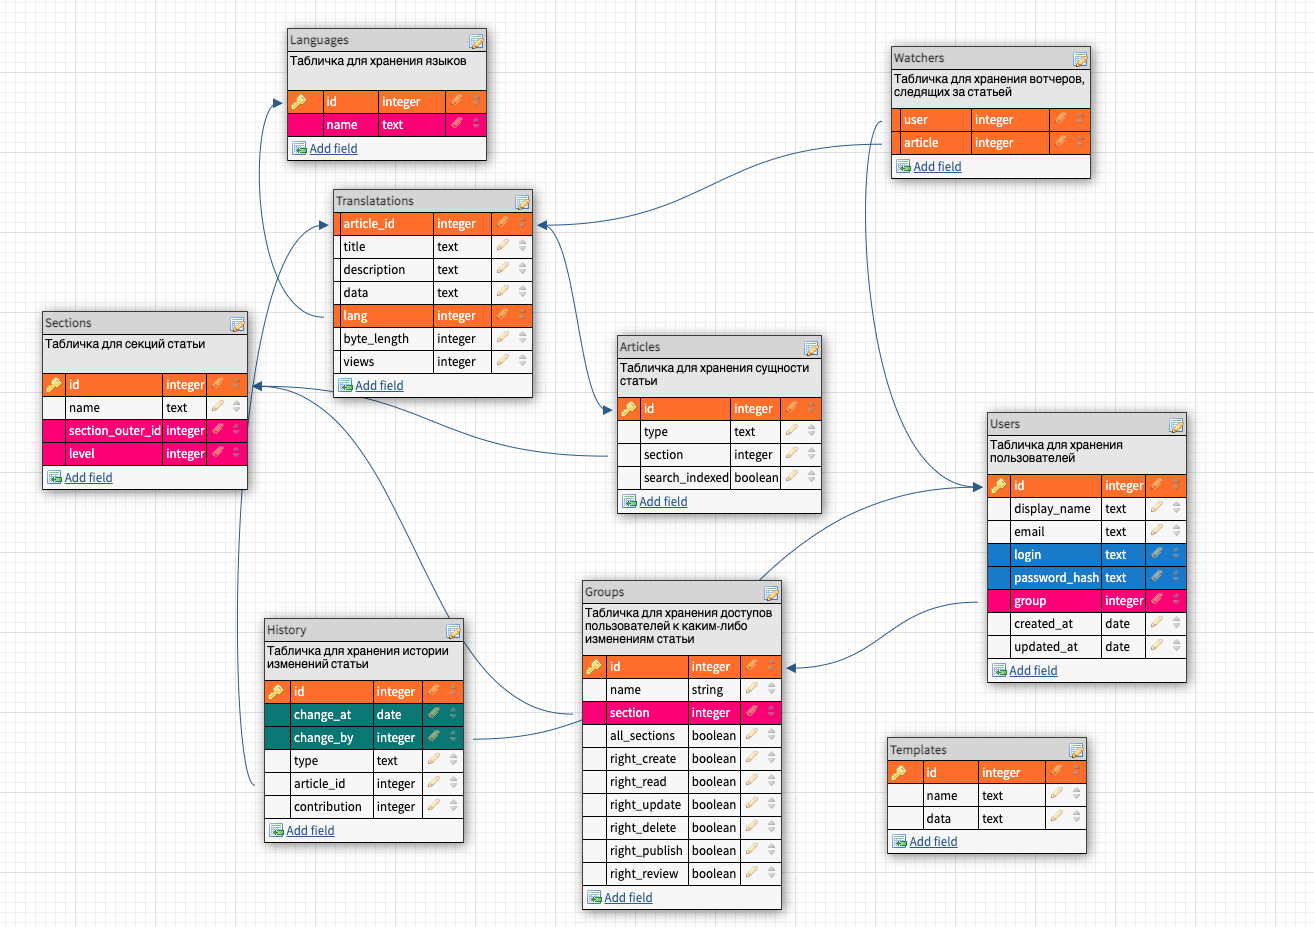 Languages
Табличка для хранения языков
id integer
name text
Add field
Watchers
Табличка для хранения вотчеров,
следящих за статьей
user integer
article integer
Add field
Translatations
article_id integer
title text
description text
data text
lang integer
byte_length integer
views integer
Add field
Sections
Табличка для секций статьи
id integer
name text
section_outer_id integer
level integer
Add field
Articles
Табличка для хранения сущности
статьи
id integer
type text
section integer
search_indexed boolean
Add field
Users
Табличка для хранения
пользователей
id integer
display_name text
email text
login text
password_hash text
group integer
created_at date
updated_at date
Add field
History
Табличка для хранения истории
изменений статьи
id integer
change_at date
change_by integer
type text
article_id integer
contribution integer
Add field
Groups
Табличка для хранения доступов
пользователей к каким-либо
изменениям статьи
id integer
name string
section integer
all_sections boolean
right_create boolean
right_read boolean
right_update boolean
right_delete boolean
right_publish boolean
right_review boolean
Add field
Templates
id integer
name text
data text
Add field